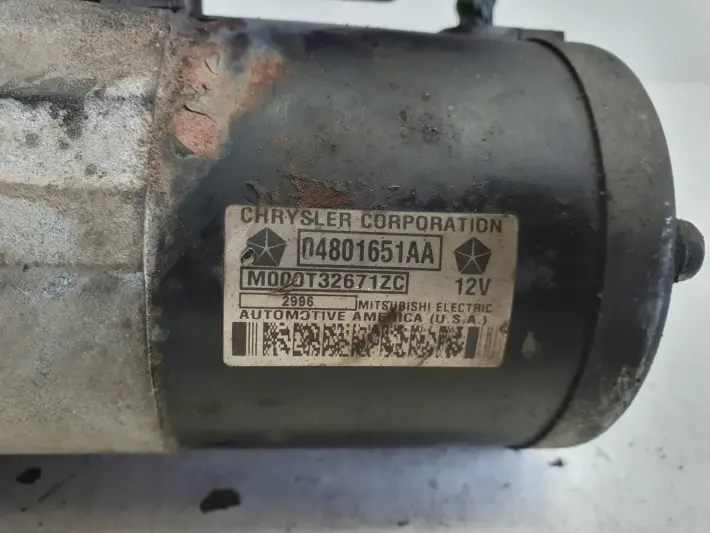 CHRYSLER CORPORATION
04801651AA
M000T32671ZC 12V
2996 MITSUBISHI ELECTRIC
AUTOMOTIVE AMERICA (U.S.A.)